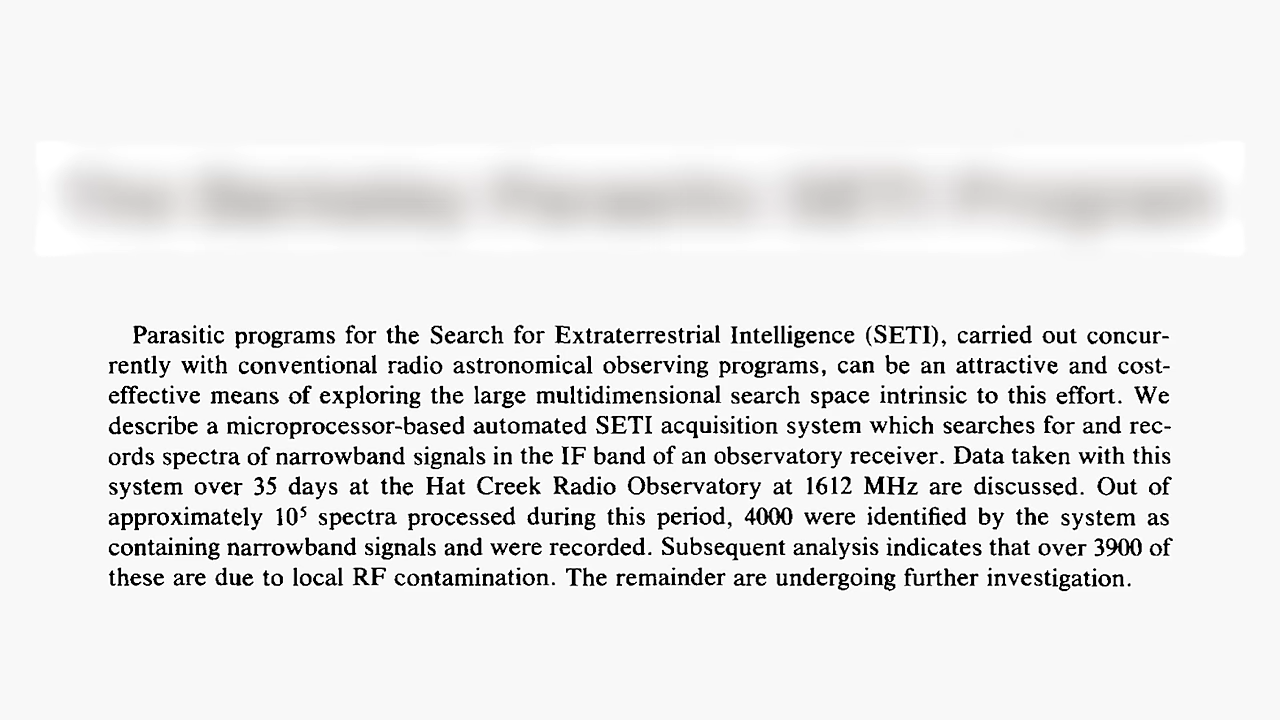 Parasitic programs for the Search for Extraterrestrial Intelligence (SETI), carried out concur-
rently with conventional radio astronomical observing programs, can be an attractive and cost-
effective means of exploring the large multidimensional search space intrinsic to this effort. We
describe a microprocessor-based automated SETI acquisition system which searches for and rec-
ords spectra of narrowband signals in the IF band of an observatory receiver. Data taken with this
system over 35 days at the Hat Creek Radio Observatory at 1612 MHz are discussed. Out of
approximately 10⁵ spectra processed during this period, 4000 were identified by the system as
containing narrowband signals and were recorded. Subsequent analysis indicates that over 3900 of
these are due to local RF contamination. The remainder are undergoing further investigation.